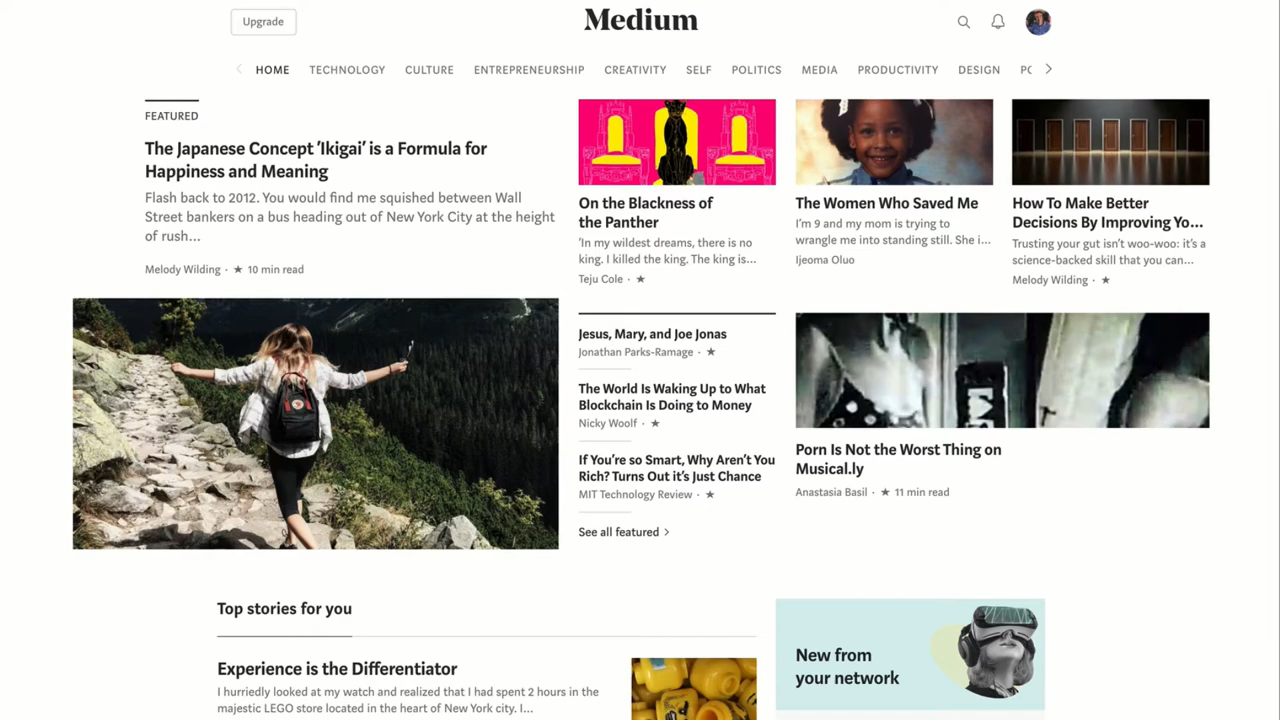 Upgrade
Medium
HOME TECHNOLOGY CULTURE ENTREPRENEURSHIP CREATIVITY SELF POLITICS MEDIA PRODUCTIVITY DESIGN PO
FEATURED
The Japanese Concept ‘Ikigai’ is a Formula for
Happiness and Meaning
Flash back to 2012. You would find me squished between Wall
Street bankers on a bus heading out of New York City at the height
of rush…
Melody Wilding · ★ 10 min read
On the Blackness of
the Panther
‘In my wildest dreams, there is no
king. I killed the king. The king is…
Teju Cole · ★
The Women Who Saved Me
I’m 9 and my mom is trying to
wrangle me into standing still. She i…
Ijeoma Oluo
How To Make Better
Decisions By Improving Yo…
Trusting your gut isn’t woo-woo: it’s a
science-backed skill that you can…
Melody Wilding · ★
Jesus, Mary, and Joe Jonas
Jonathan Parks-Ramage · ★
The World Is Waking Up to What
Blockchain Is Doing to Money
Nicky Woolf · ★
If You’re so Smart, Why Aren’t You
Rich? Turns Out it’s Just Chance
MIT Technology Review · ★
See all featured
Porn Is Not the Worst Thing on
Musical.ly
Anastasia Basil · ★ 11 min read
Top stories for you
Experience is the Differentiator
I hurriedly looked at my watch and realized that I had spent 2 hours in the
majestic LEGO store located in the heart of New York city. I…
New from
your network